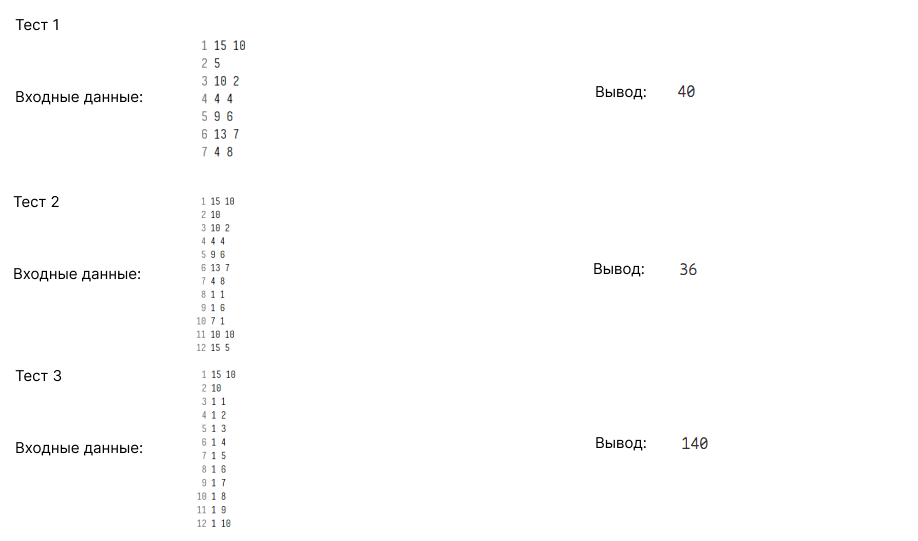 Тест 1
Входные данные:
1 15 10
2 5
3 10 2
4 4 4
5 9 6
6 13 7
7 4 8
Вывод: 40
Тест 2
Входные данные:
1 15 10
2 10
3 10 2
4 4 4
5 9 6
6 13 7
7 4 8
8 1 1
9 1 6
10 7 1
11 10 10
12 15 5
Вывод: 36
Тест 3
Входные данные:
1 15 10
2 10
3 1 1
4 1 2
5 1 3
6 1 4
7 1 5
8 1 6
9 1 7
10 1 8
11 1 9
12 1 10
Вывод: 140